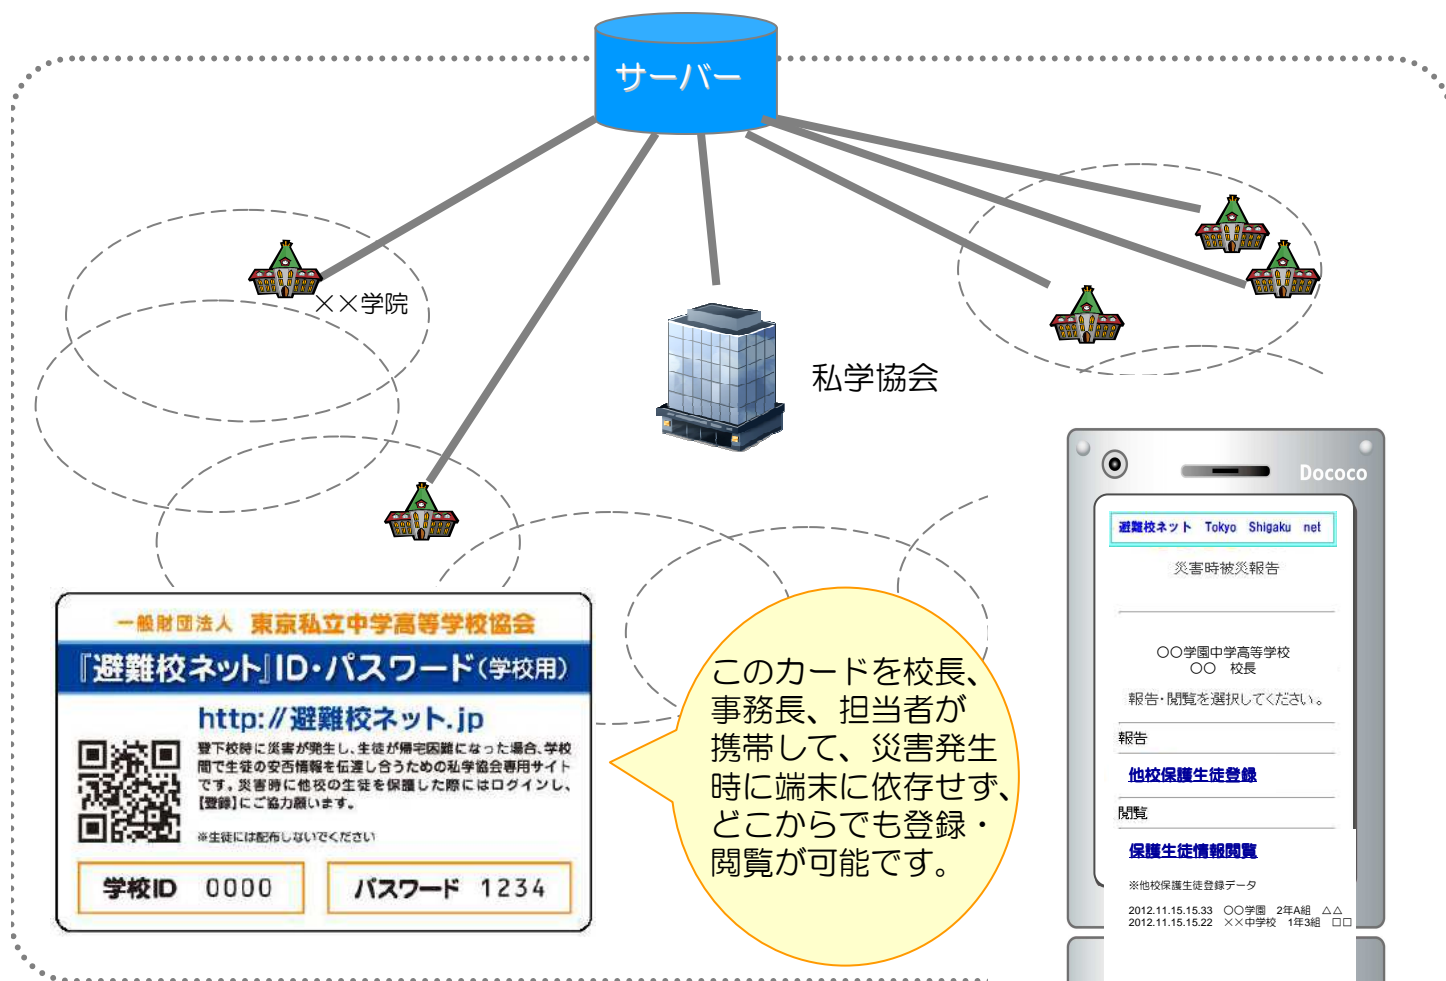 サーバー
××学院
私学協会
一般財団法人 東京私立中学高等学校協会
『避難校ネット』ID・パスワード(学校用)
http://避難校ネット.jp
登下校時に災害が発生し、生徒が帰宅困難になった場合、学校
間で生徒の安否情報を伝達し合うための私学協会専用サイト
です。災害時に他校の生徒を保護した際にはログインし、
【登録】にご協力願います。
※生徒には配布しないでください
学校ID 0000
パスワード 1234
このカードを校長、
事務長、担当者が
携帯して、災害発生
時に端末に依存せず、
どこからでも登録・
閲覧が可能です。
Dococo
避難校ネット Tokyo Shigaku net
災害時被災報告
〇〇学園中学高等学校
〇〇 校長
報告・閲覧を選択してください。
報告
他校保護生徒登録
閲覧
保護生徒情報閲覧
※他校保護生徒登録データ
2012.11.15.15.33 〇〇学園 2年A組 △△
2012.11.15.15.22 ××中学校 1年3組 □□